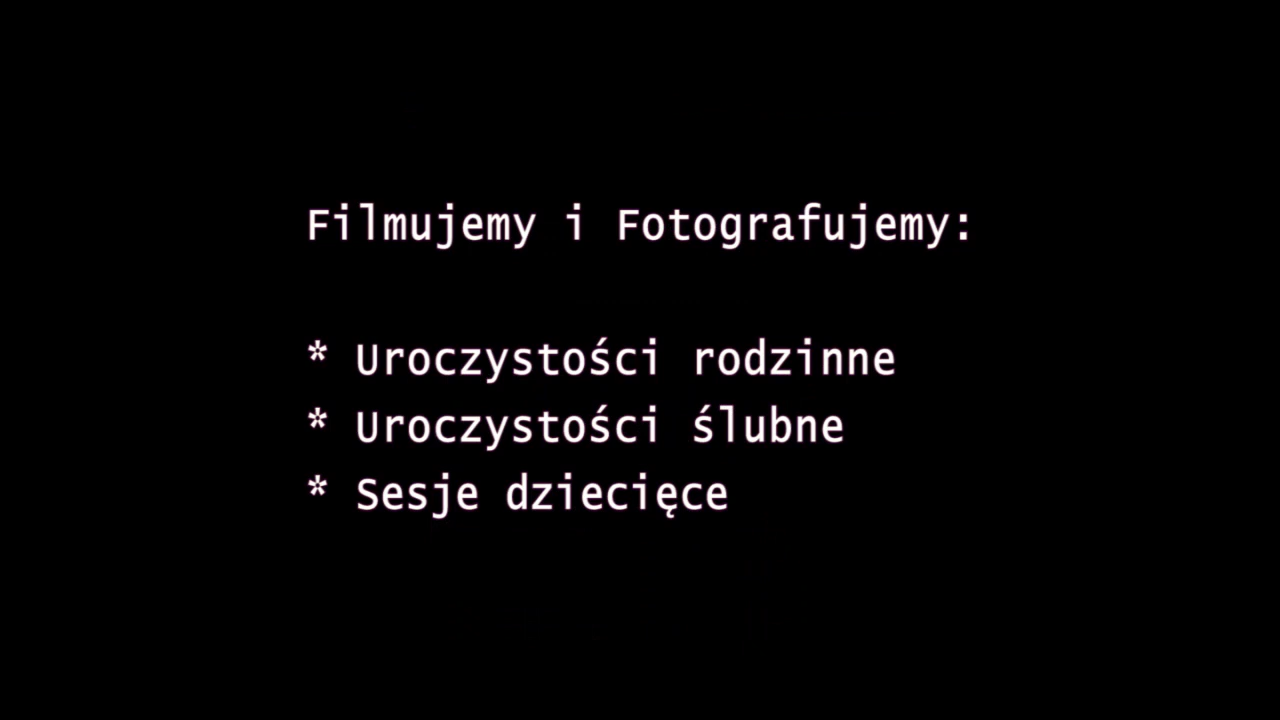 Filmujemy i Fotografujemy:
* Uroczystości rodzinne
* Uroczystości ślubne
* Sesje dziecięce